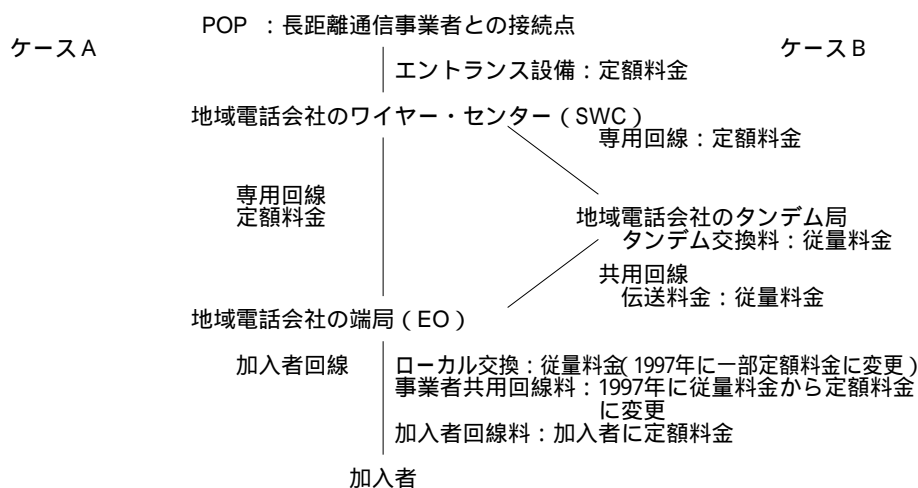 POP ：長距離通信事業者との接続点
ケースA
ケースB
エントランス設備：定額料金
地域電話会社のワイヤー・センター（SWC）
専用回線：定額料金
専用回線
定額料金
地域電話会社のタンデム局
タンデム交換料：従量料金
共用回線
伝送料金：従量料金
地域電話会社の端局（EO）
加入者回線
ローカル交換：従量料金（1997年に一部定額料金に変更）
事業者共用回線料：1997年に従量料金から定額料金
に変更
加入者回線料：加入者に定額料金
加入者